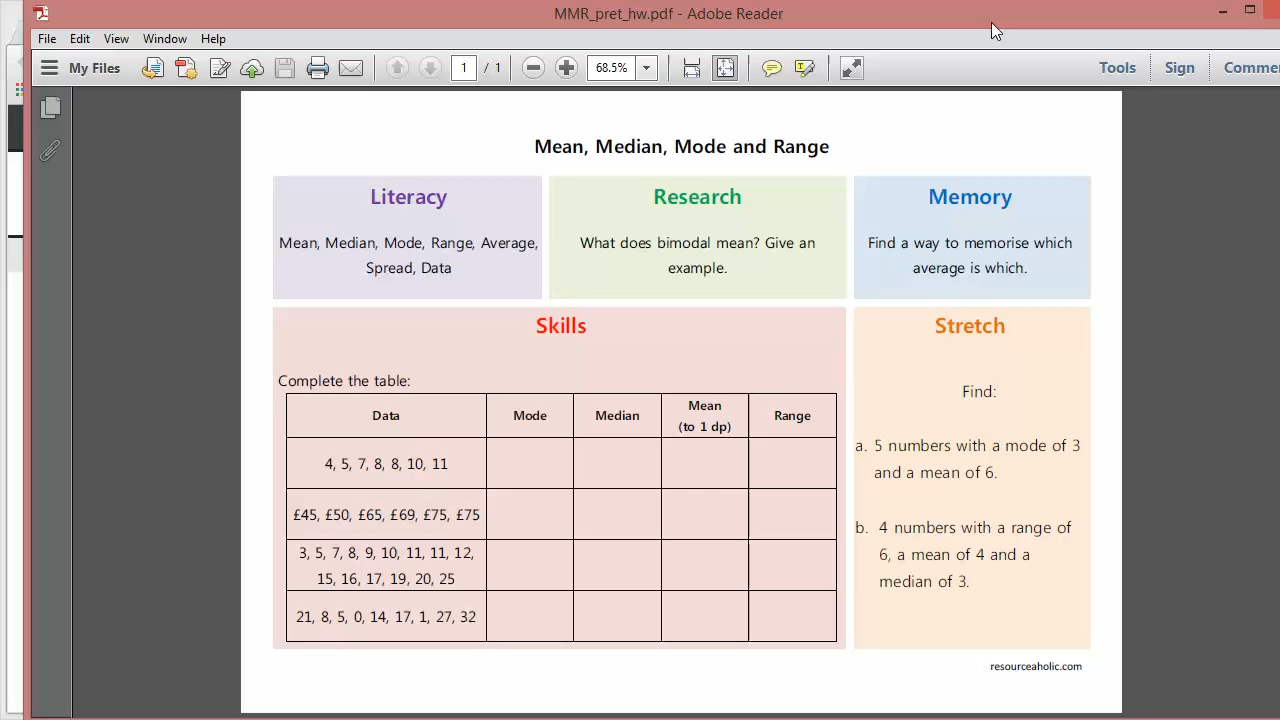 MMR_pret_hw.pdf - Adobe Reader
File Edit View Window Help
My Files 1 / 1 68.5% Tools Sign Commen
Mean, Median, Mode and Range
Literacy
Mean, Median, Mode, Range, Average,
Spread, Data
Research
What does bimodal mean? Give an
example.
Memory
Find a way to memorise which
average is which.
Skills
Complete the table:
Data Mode Median Mean (to 1 dp) Range
4, 5, 7, 8, 8, 10, 11
£45, £50, £65, £69, £75, £75
3, 5, 7, 8, 9, 10, 11, 11, 12,
15, 16, 17, 19, 20, 25
21, 8, 5, 0, 14, 17, 1, 27, 32
Stretch
Find:
a. 5 numbers with a mode of 3
and a mean of 6.
b. 4 numbers with a range of
6, a mean of 4 and a
median of 3.
resourceaholic.com